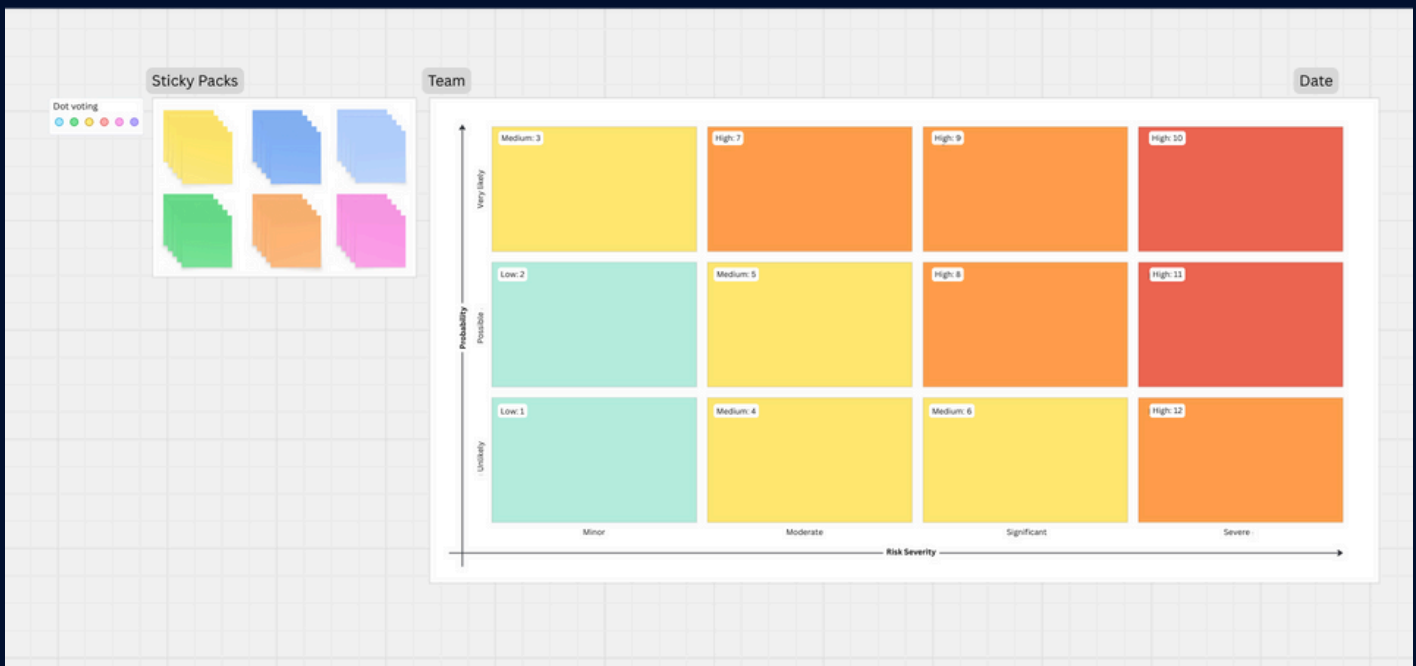 Sticky Packs
Team
Date
Dot voting
Medium: 3
High: 7
High: 9
High: 10
Very likely
Low: 2
Medium: 5
High: 8
High: 11
Probability
Possible
Low: 1
Medium: 4
Medium: 6
High: 12
Unlikely
Minor
Moderate
Significant
Severe
Risk Severity